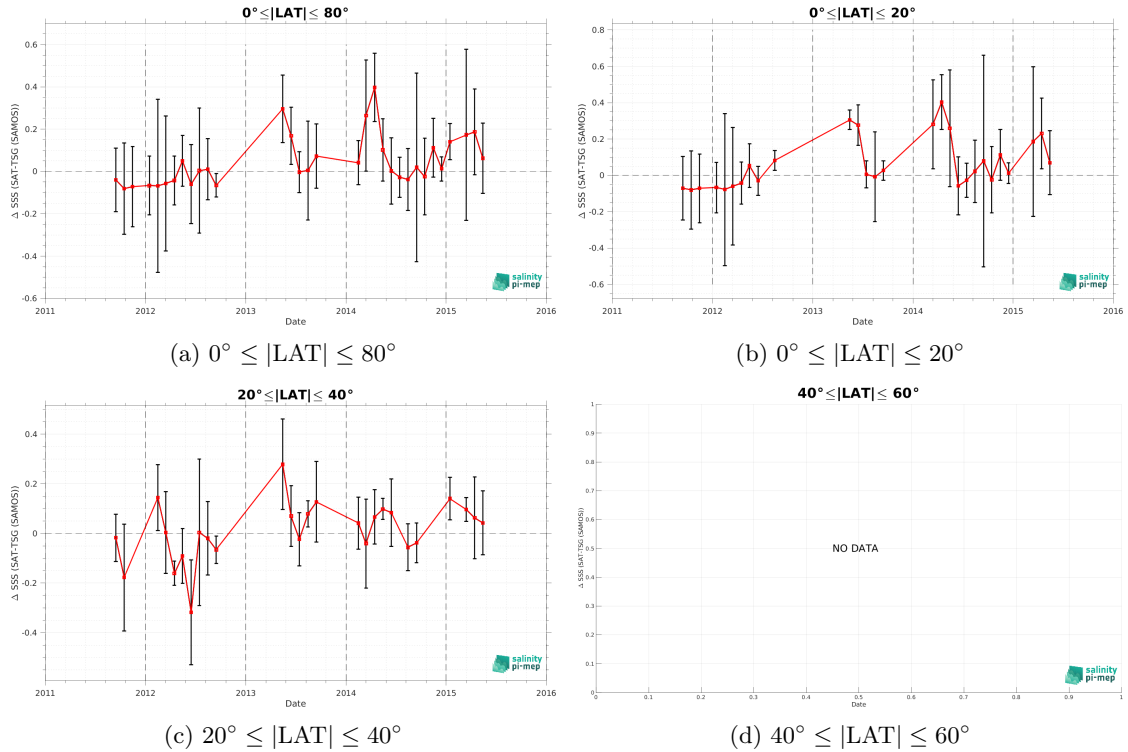 0°≤|LAT|≤ 80°
Δ SSS (SAT-TSG (SAMOS))
0.6
0.4
0.2
0
-0.2
-0.4
-0.6
2011
2012
2013
2014
2015
2016
Date
salinity
pi-mep
(a) 0° ≤ |LAT| ≤ 80°
0°≤|LAT|≤ 20°
Δ SSS (SAT-TSG (SAMOS))
0.8
0.6
0.4
0.2
0
-0.2
-0.4
-0.6
2011
2012
2013
2014
2015
2016
Date
salinity
pi-mep
(b) 0° ≤ |LAT| ≤ 20°
20°≤|LAT|≤ 40°
Δ SSS (SAT-TSG (SAMOS))
0.4
0.2
0
-0.2
-0.4
2011
2012
2013
2014
2015
2016
Date
salinity
pi-mep
(c) 20° ≤ |LAT| ≤ 40°
40°≤|LAT|≤ 60°
Δ SSS (SAT-TSG (SAMOS))
1
0.9
0.8
0.7
0.6
0.5
0.4
0.3
0.2
0.1
0
NO DATA
0
0.1
0.2
0.3
0.4
0.5
0.6
0.7
0.8
0.9
1
Date
salinity
pi-mep
(d) 40° ≤ |LAT| ≤ 60°